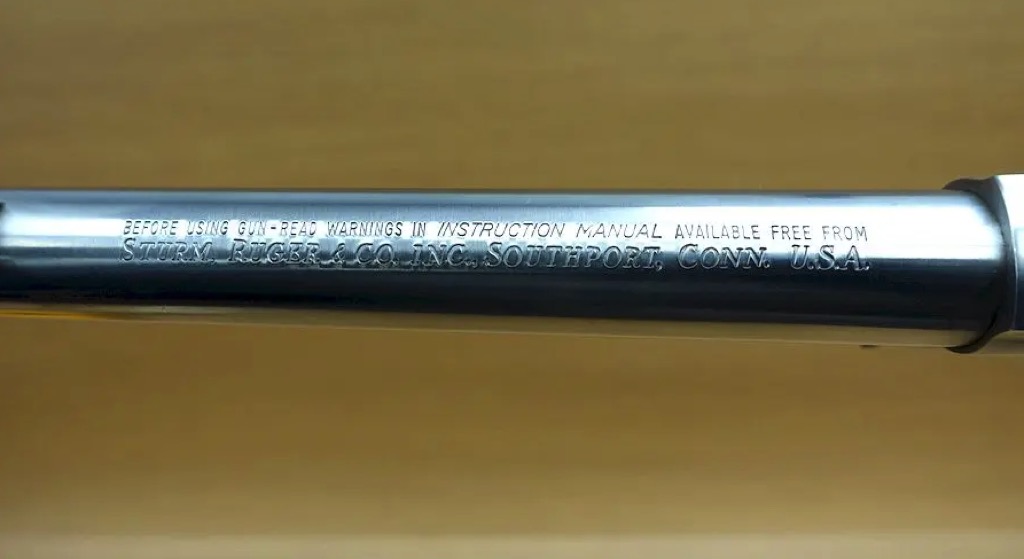 BEFORE USING GUN-READ WARNINGS IN INSTRUCTION MANUAL AVAILABLE FREE FROM
STURM, RUGER & CO. INC., SOUTHPORT, CONN. U.S.A.